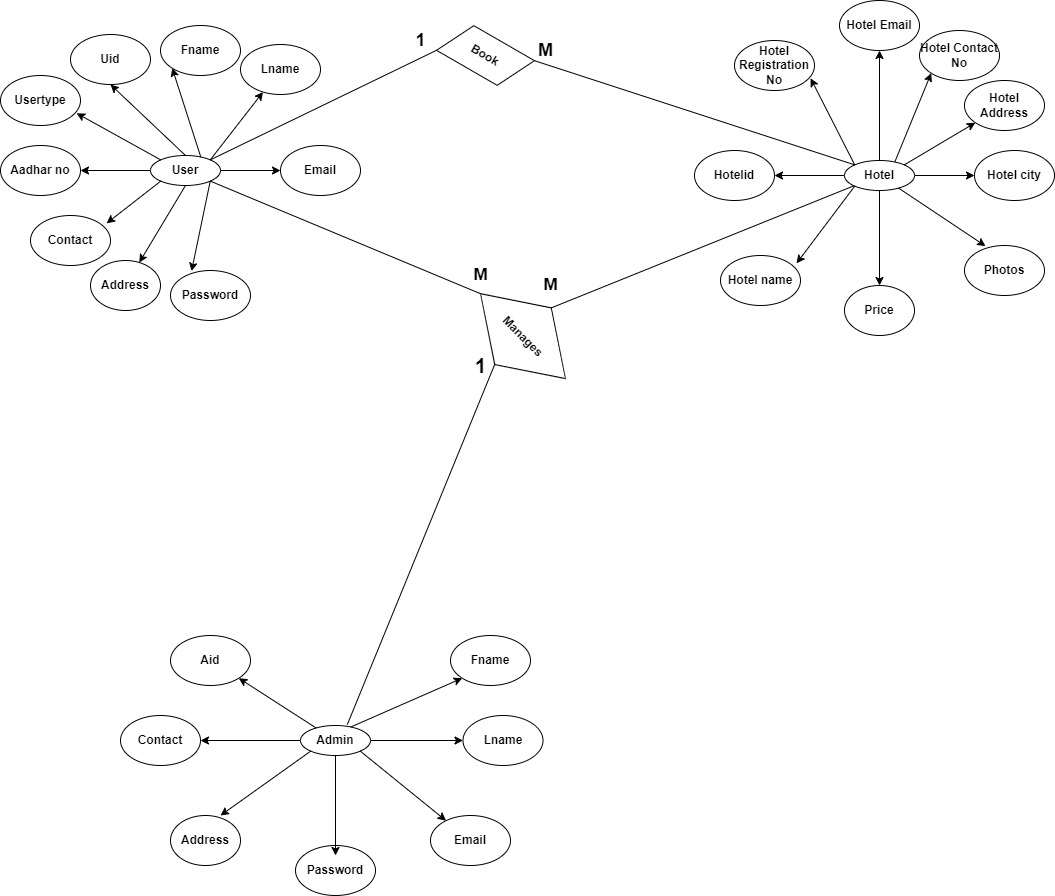 Hotel Email
Fname
Uid
1
Book
M
Hotel
Registration
No
Hotel Contact
No
Lname
Usertype
Hotel
Address
Aadhar no
User
Email
Hotelid
Hotel
Hotel city
Contact
Address
Password
M
M
Hotel name
Photos
Price
Manages
1
Aid
Fname
Contact
Admin
Lname
Address
Password
Email